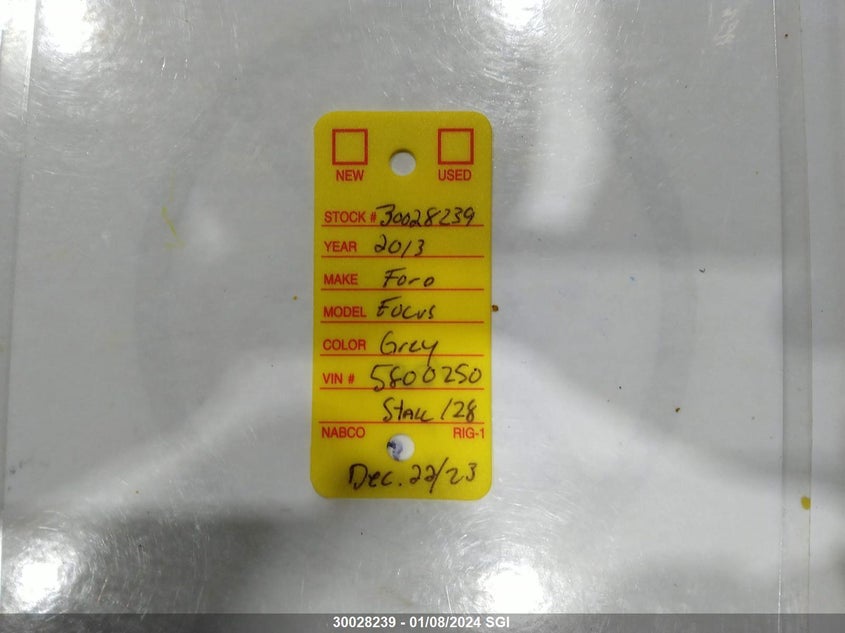 NEW USED
STOCK # 30028239
YEAR 2013
MAKE Ford
MODEL Focus
COLOR Grey
VIN # 5800250
Stall 128
NABCO RIG-1
Dec. 22/23
30028239 - 01/08/2024 SGI